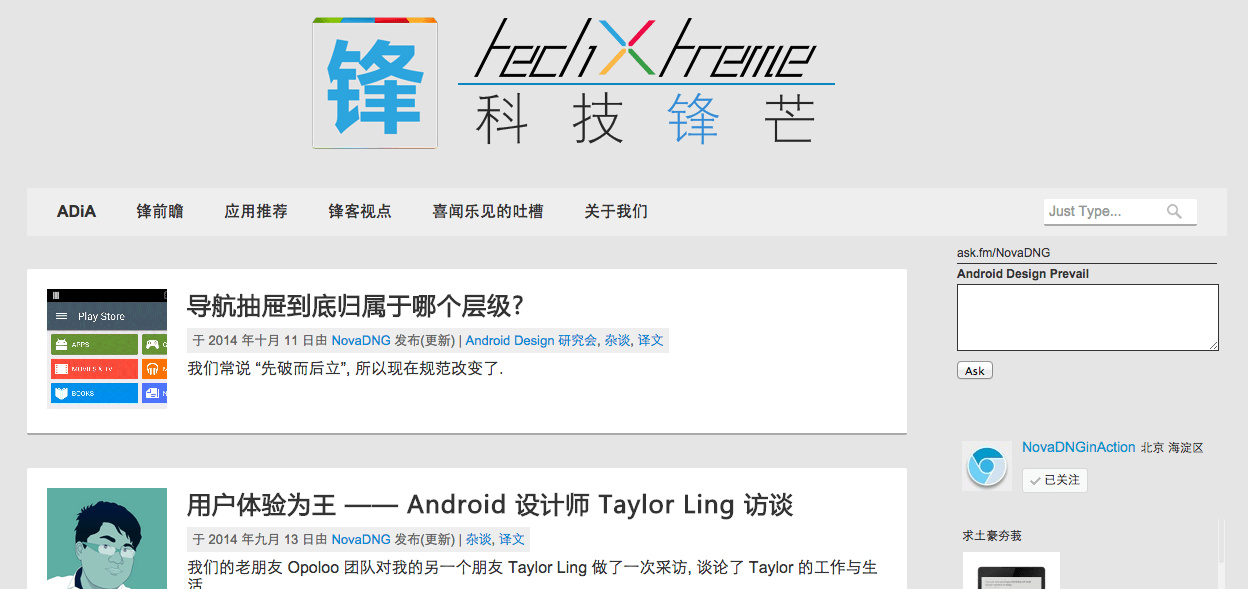 锋
techXtreme
科技锋芒
ADiA 锋前瞻 应用推荐 锋客视点 喜闻乐见的吐槽 关于我们 Just Type...
ask.fm/NovaDNG
Android Design Prevail
Ask
Play Store
APPS
MOVIES & TV
BOOKS
导航抽屉到底归属于哪个层级?
于 2014 年十月 11 日由 NovaDNG 发布(更新) | Android Design 研究会, 杂谈, 译文
我们常说 “先破而后立”, 所以现在规范改变了.
NovaDNGinAction 北京 海淀区
已关注
用户体验为王 —— Android 设计师 Taylor Ling 访谈
于 2014 年九月 13 日由 NovaDNG 发布(更新) | 杂谈, 译文
我们的老朋友 Opoloo 团队对我的另一个朋友 Taylor Ling 做了一次采访, 谈论了 Taylor 的工作与生
活
求土豪夯莪